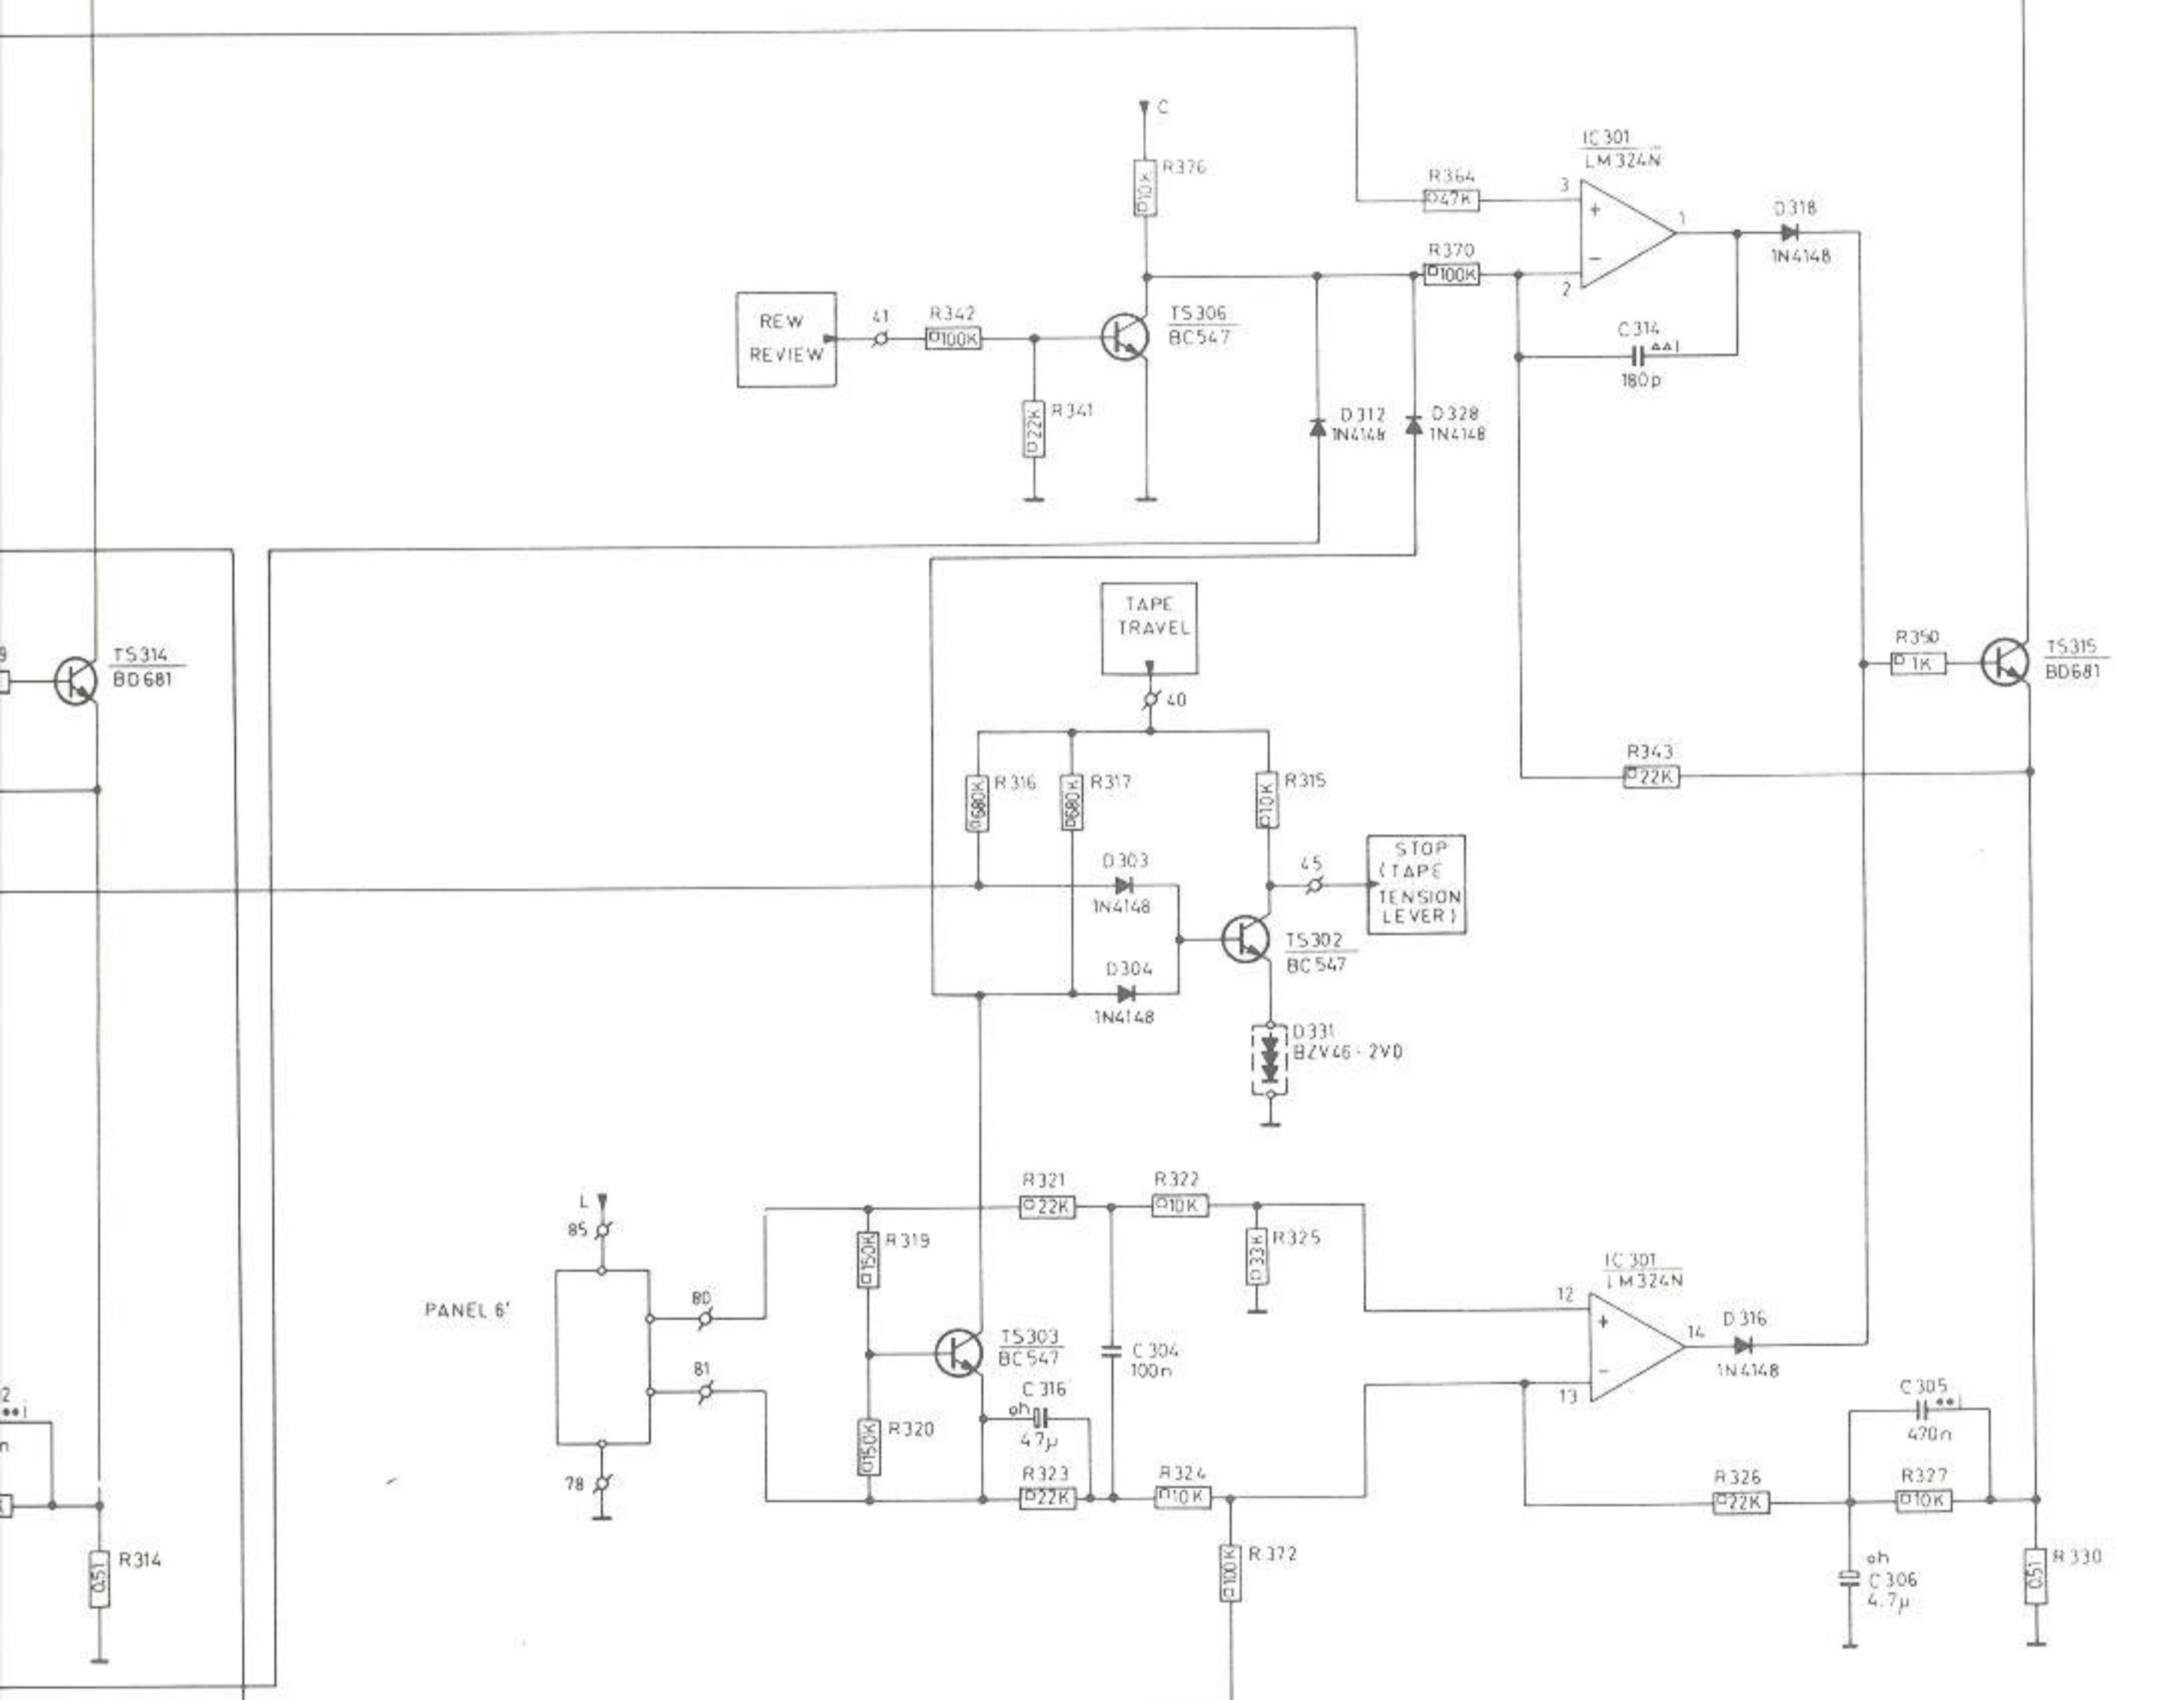 C
R376
10K
IC301
LM324N
R364
47K
3
1
D318
1N4148
R370
100K
2
REW
REVIEW
41
R342
100K
TS306
BC547
C314
180p
R341
22K
D312
1N4148
D328
1N4148
TAPE
TRAVEL
40
9
TS314
BD681
R350
1K
TS315
BD681
R343
22K
R316
680K
R317
680K
R315
10K
D303
1N4148
45
STOP
(TAPE
TENSION
LEVER)
TS302
BC547
D304
1N4148
D331
BZV46-2V0
L
85
R321
22K
R322
10K
R319
150K
R325
33K
PANEL 6'
80
81
78
TS303
BC547
C304
100n
IC301
LM324N
12
13
14
D316
1N4148
C316
47µ
R320
150K
R323
22K
R324
10K
C305
470n
R326
22K
R327
10K
2
n
K
R314
0.51
R372
100K
C306
4.7µ
R330
0.51